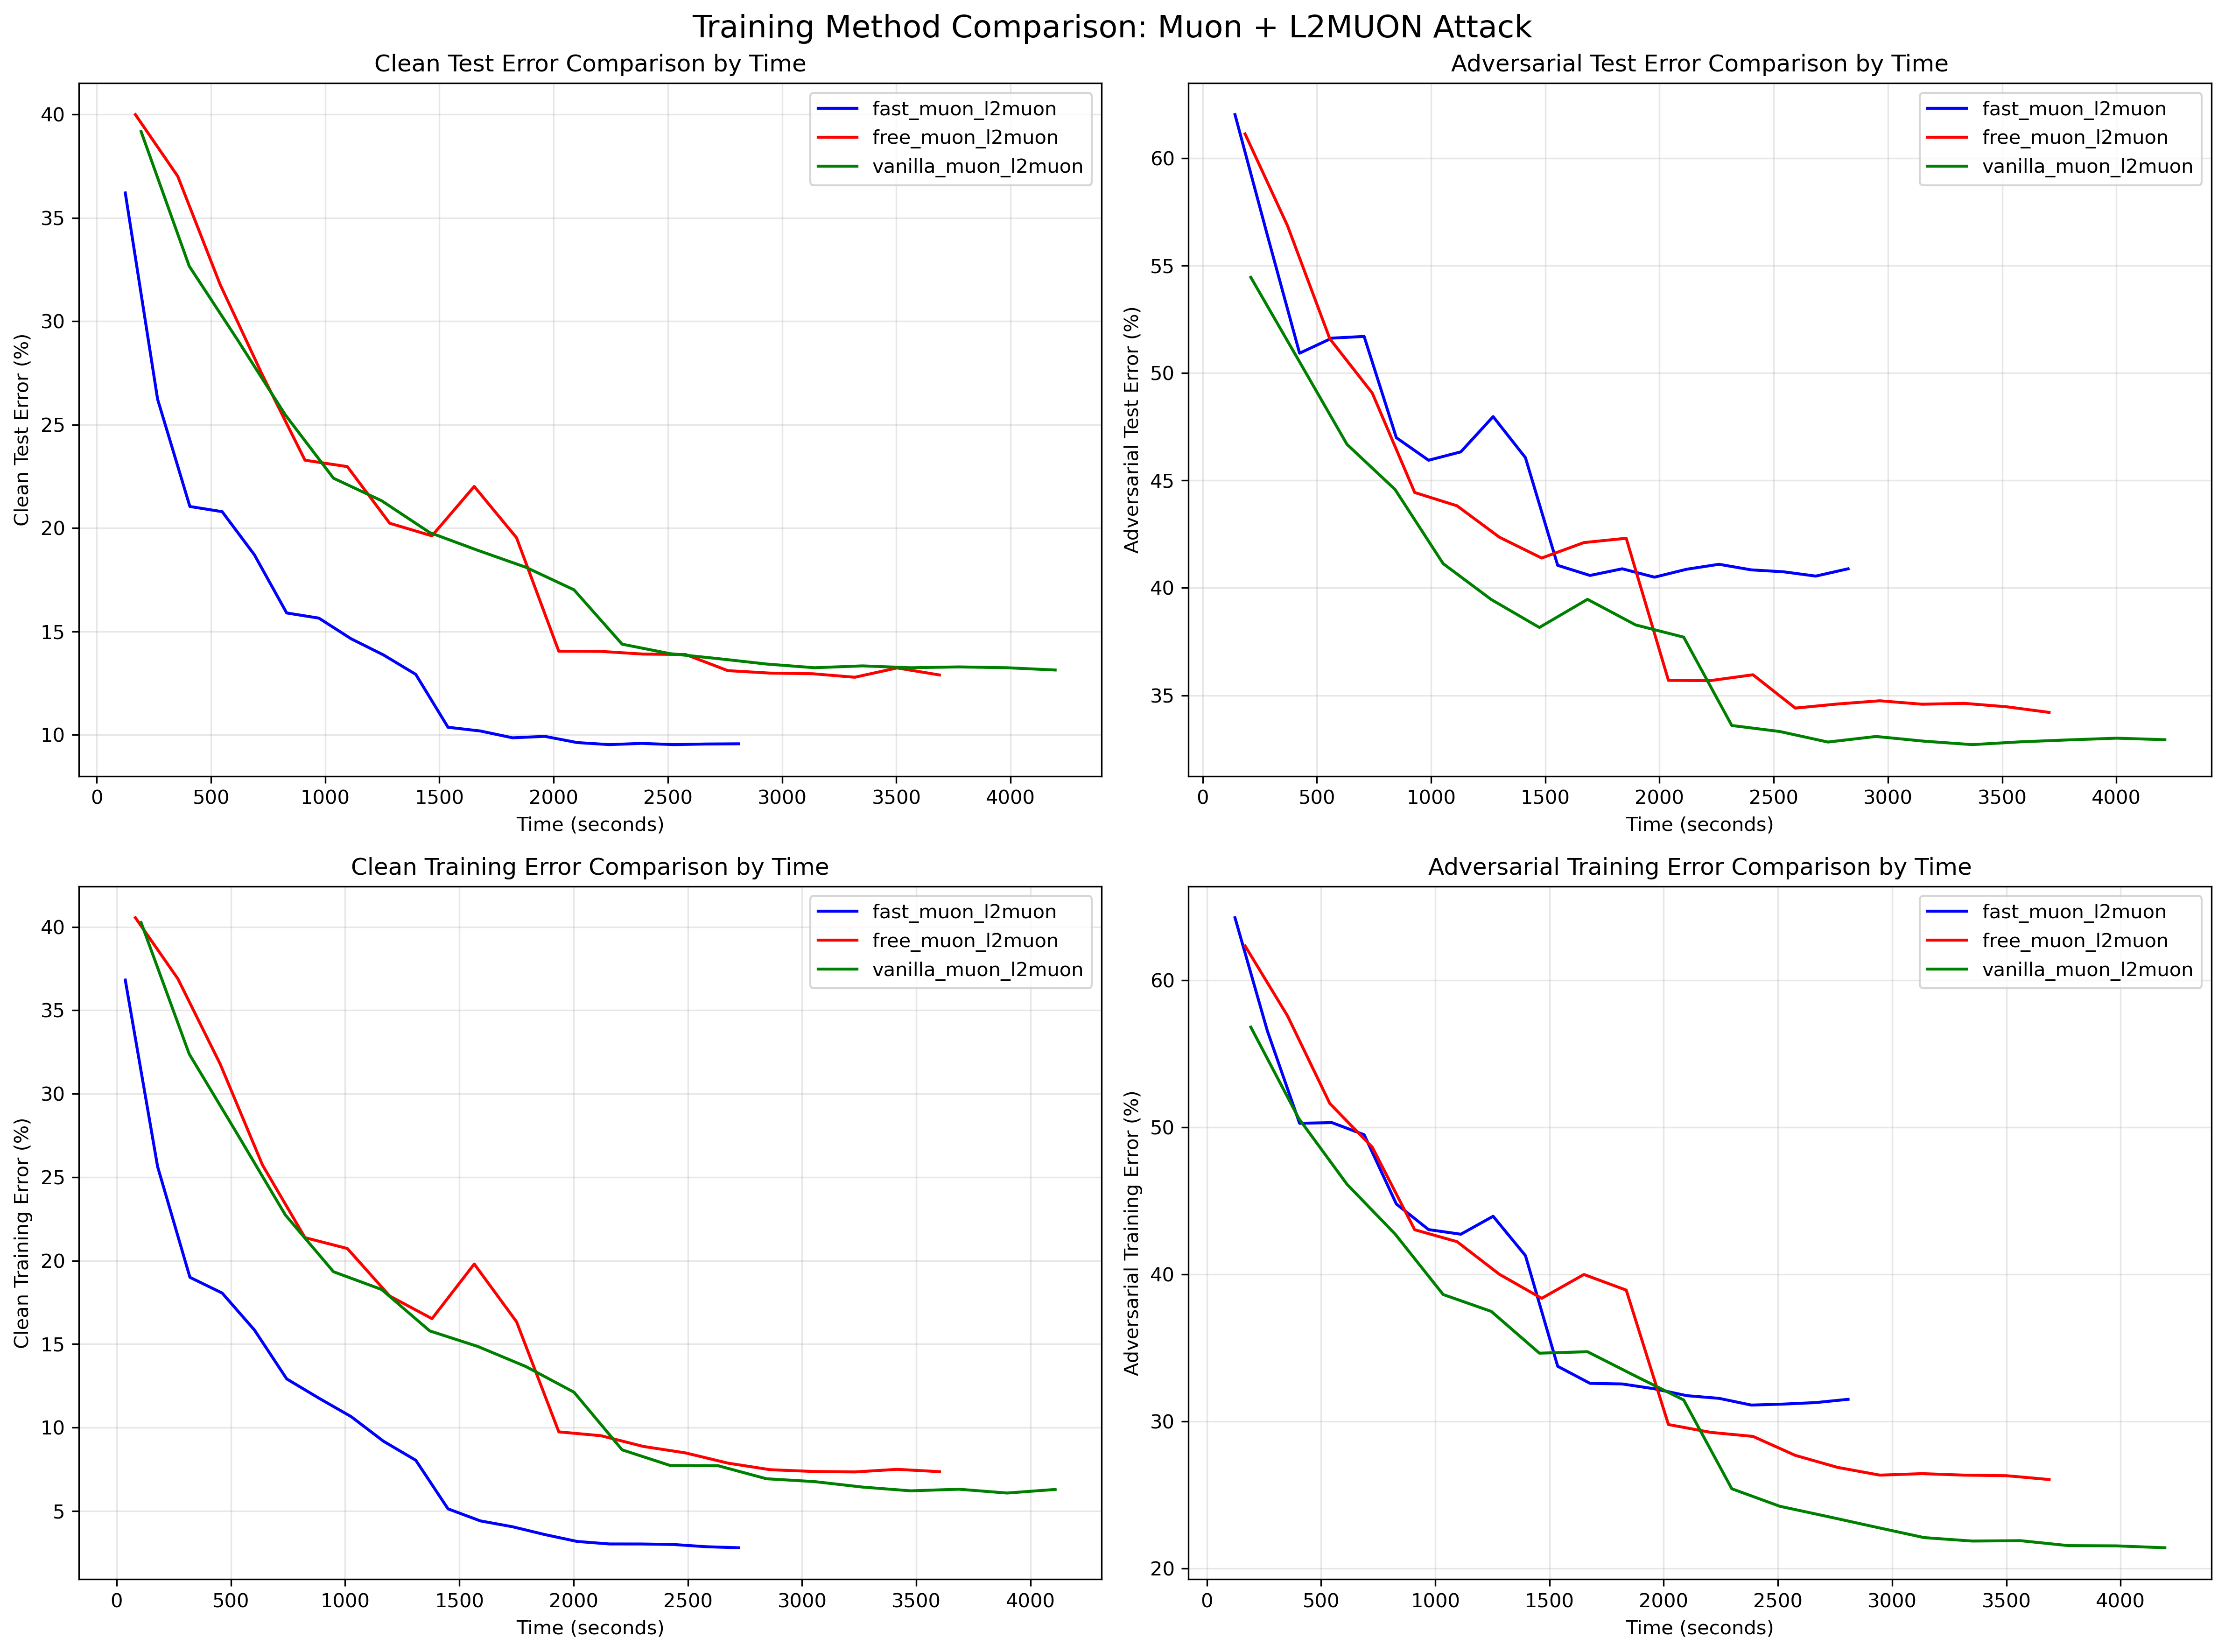 Training Method Comparison: Muon + L2MUON Attack
Clean Test Error Comparison by Time
Clean Test Error (%)
40
35
30
25
20
15
10
0 500 1000 1500 2000 2500 3000 3500 4000
Time (seconds)
fast_muon_l2muon
free_muon_l2muon
vanilla_muon_l2muon
Adversarial Test Error Comparison by Time
Adversarial Test Error (%)
60
55
50
45
40
35
0 500 1000 1500 2000 2500 3000 3500 4000
Time (seconds)
fast_muon_l2muon
free_muon_l2muon
vanilla_muon_l2muon
Clean Training Error Comparison by Time
Clean Training Error (%)
40
35
30
25
20
15
10
5
0 500 1000 1500 2000 2500 3000 3500 4000
Time (seconds)
fast_muon_l2muon
free_muon_l2muon
vanilla_muon_l2muon
Adversarial Training Error Comparison by Time
Adversarial Training Error (%)
60
50
40
30
20
0 500 1000 1500 2000 2500 3000 3500 4000
Time (seconds)
fast_muon_l2muon
free_muon_l2muon
vanilla_muon_l2muon